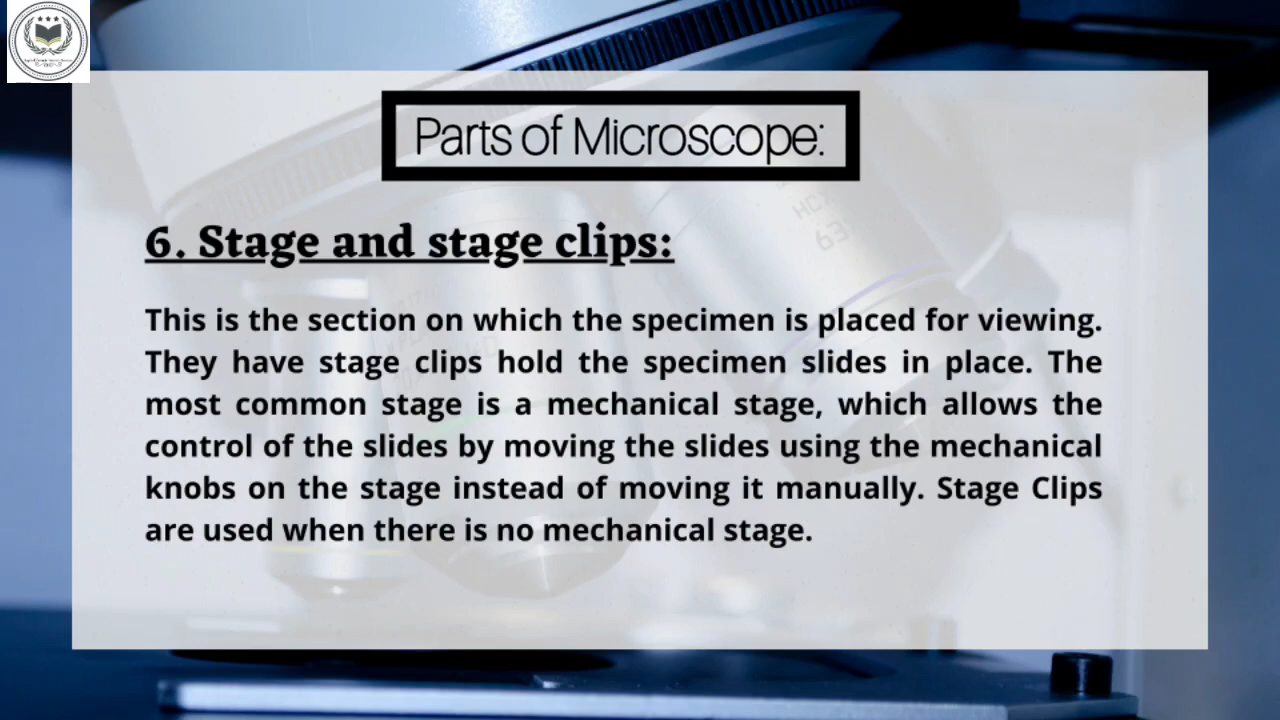 Parts of Microscope:
6. Stage and stage clips:
This is the section on which the specimen is placed for viewing.
They have stage clips hold the specimen slides in place. The
most common stage is a mechanical stage, which allows the
control of the slides by moving the slides using the mechanical
knobs on the stage instead of moving it manually. Stage Clips
are used when there is no mechanical stage.